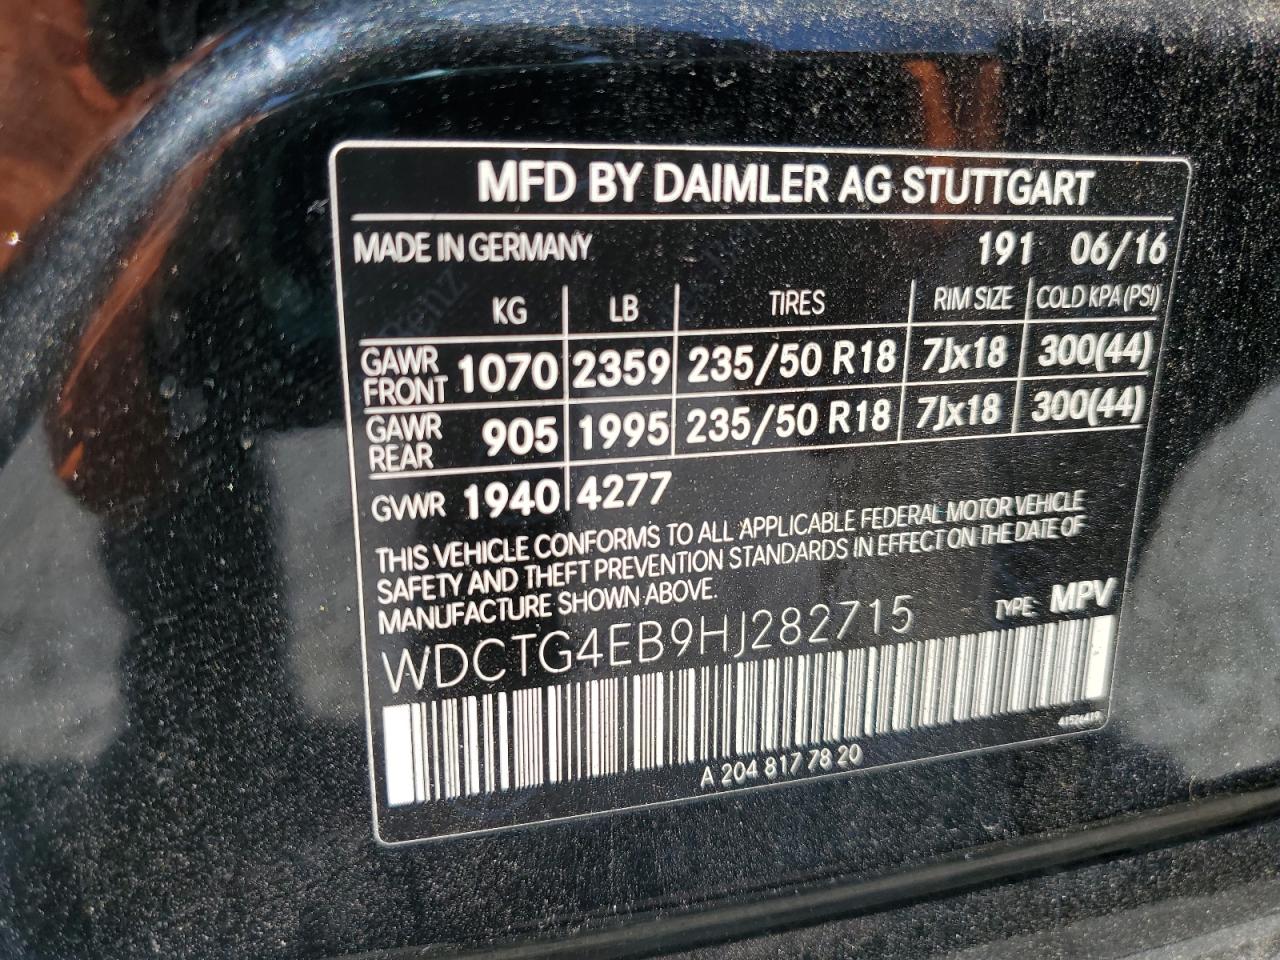 MFD BY DAIMLER AG STUTTGART
MADE IN GERMANY 191 06/16
KG LB TIRES RIM SIZE COLD KPA (PSI)
GAWR FRONT 1070 2359 235/50 R18 7Jx18 300(44)
GAWR REAR 905 1995 235/50 R18 7Jx18 300(44)
GVWR 1940 4277
THIS VEHICLE CONFORMS TO ALL APPLICABLE FEDERAL MOTOR VEHICLE
SAFETY AND THEFT PREVENTION STANDARDS IN EFFECT ON THE DATE OF
MANUFACTURE SHOWN ABOVE.
TYPE: MPV
WDCTG4EB9HJ282715
A 204 817 78 20